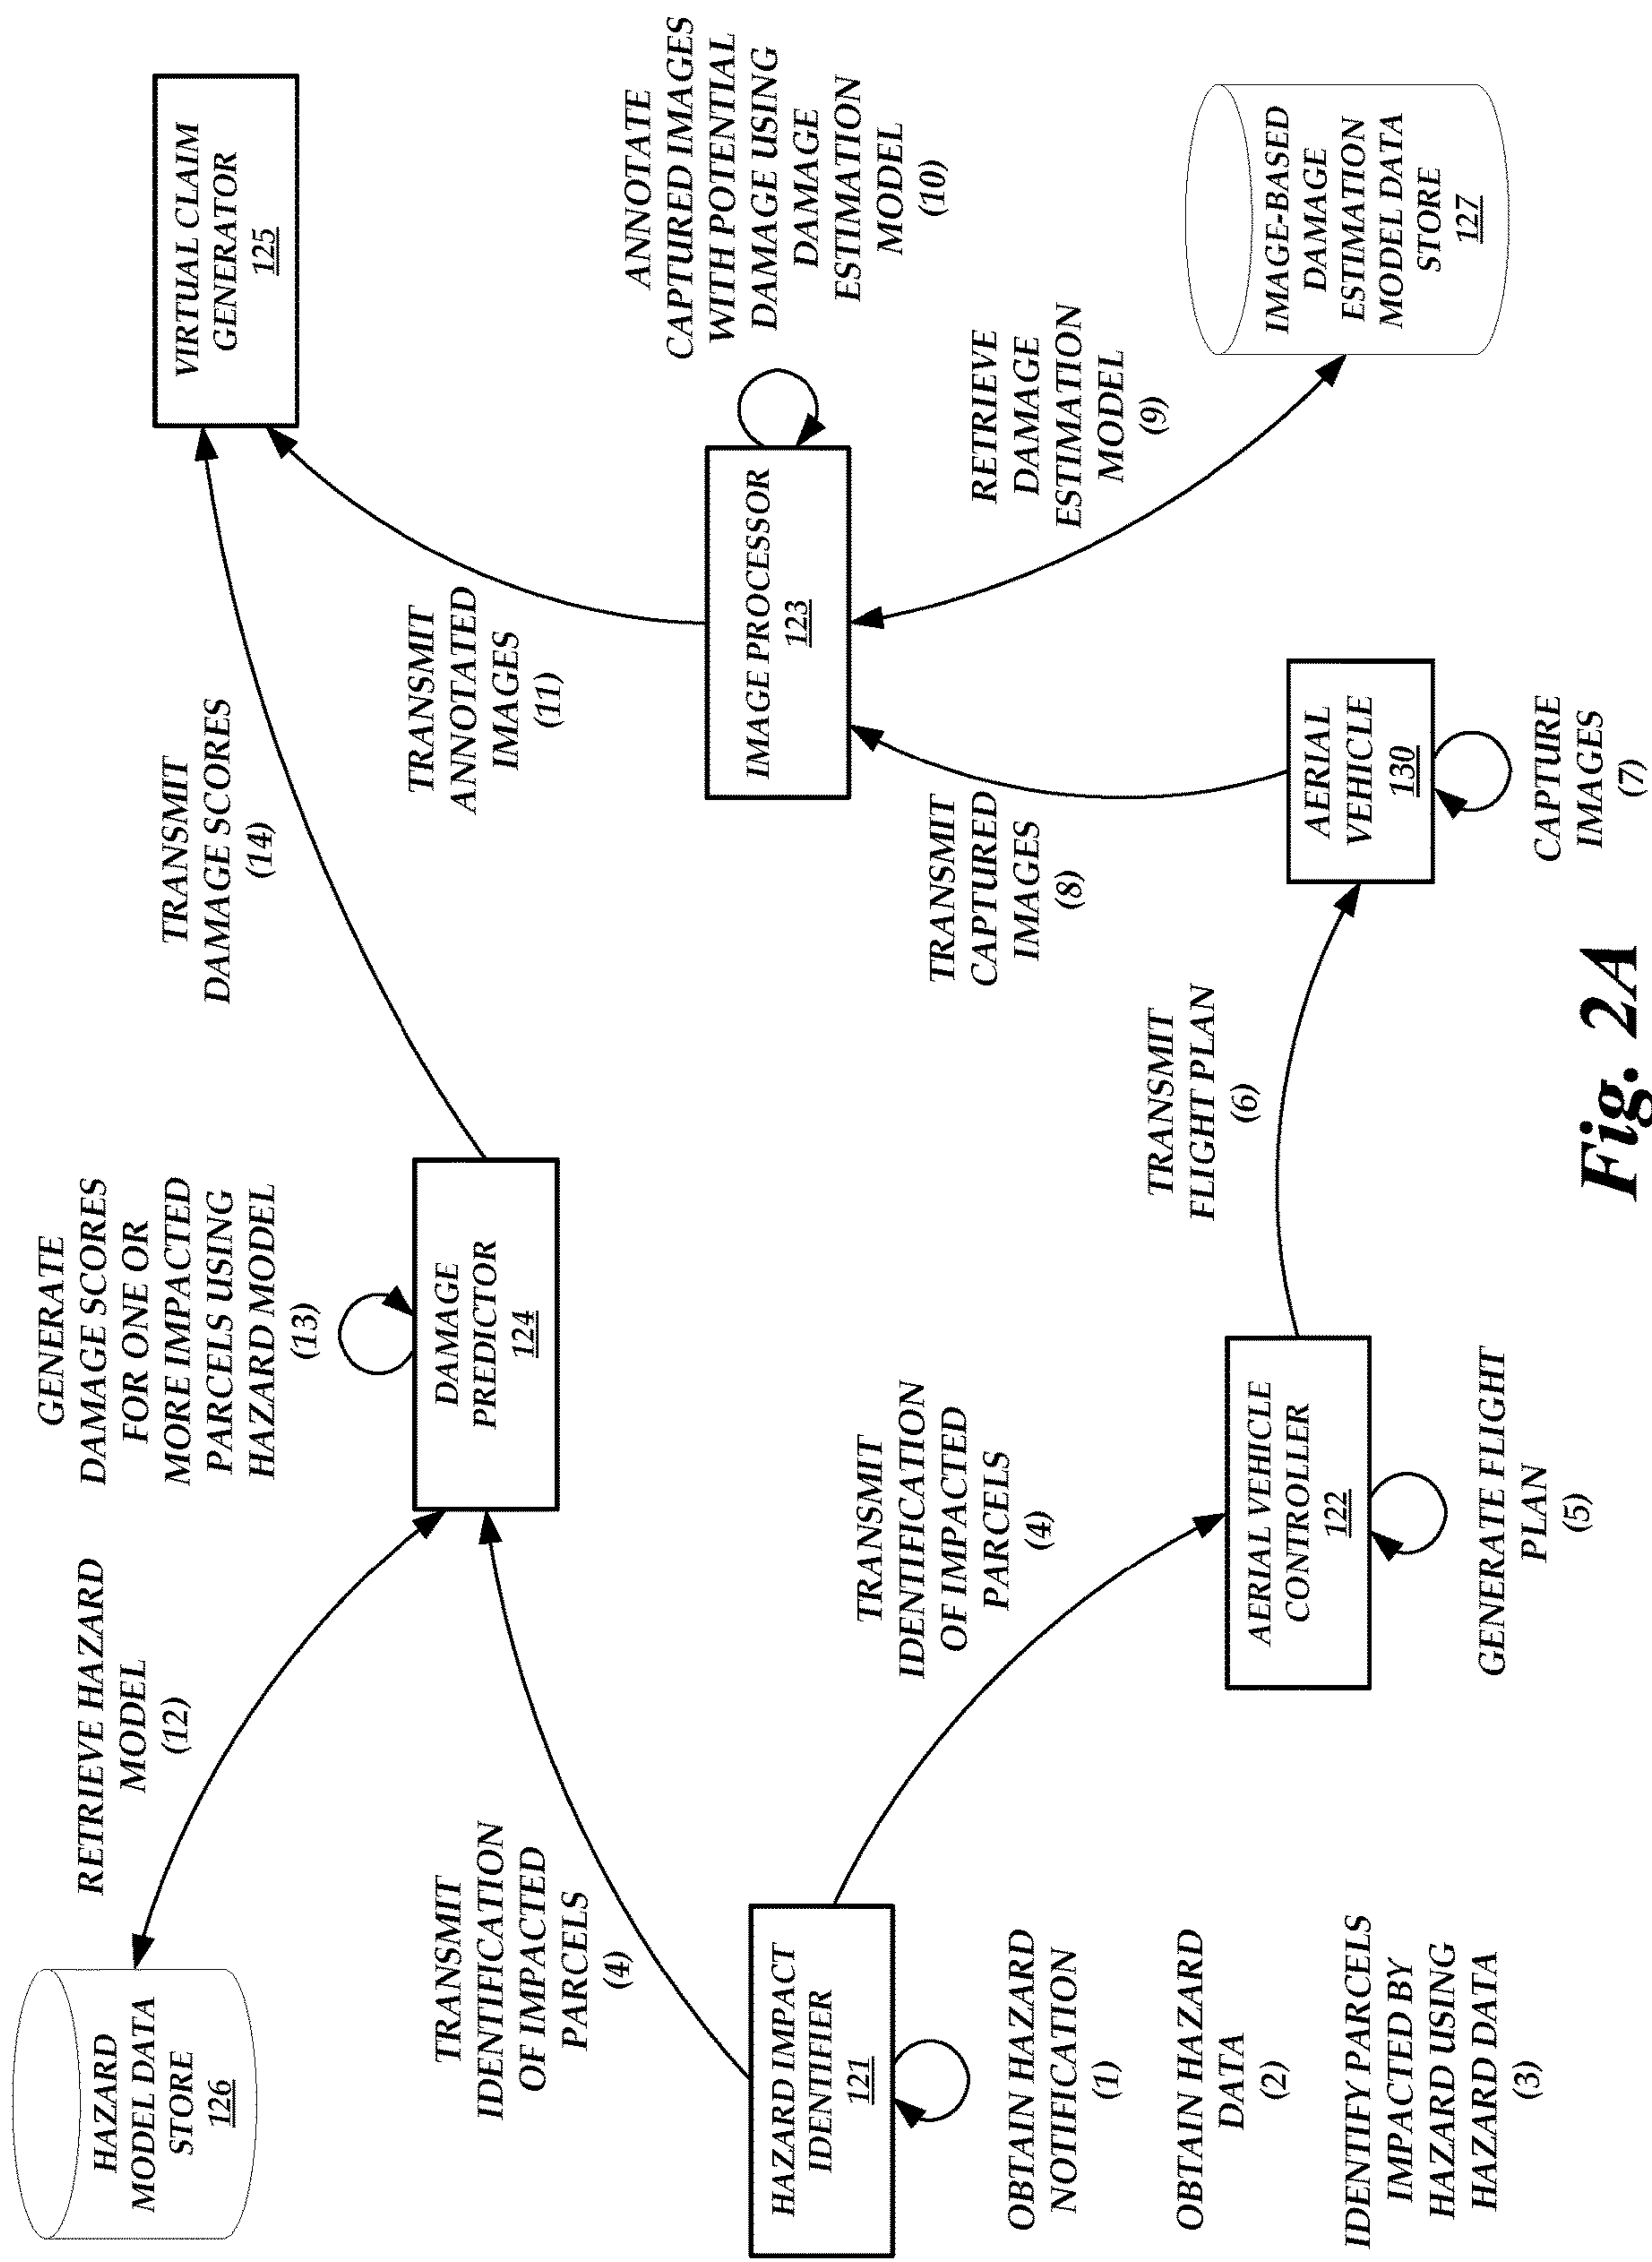 HAZARD
MODEL DATA
STORE
126
RETRIEVE HAZARD
MODEL
(12)
GENERATE
DAMAGE SCORES
FOR ONE OR
MORE IMPACTED
PARCELS USING
HAZARD MODEL
(13)
DAMAGE
PREDICTOR
124
TRANSMIT
DAMAGE SCORES
(14)
VIRTUAL CLAIM
GENERATOR
125
TRANSMIT
IDENTIFICATION
OF IMPACTED
PARCELS
(4)
TRANSMIT
ANNOTATED
IMAGES
(11)
ANNOTATE
CAPTURED IMAGES
WITH POTENTIAL
DAMAGE USING
DAMAGE
ESTIMATION
MODEL
(10)
IMAGE PROCESSOR
123
HAZARD IMPACT
IDENTIFIER
121
OBTAIN HAZARD
NOTIFICATION
(1)
OBTAIN HAZARD
DATA
(2)
IDENTIFY PARCELS
IMPACTED BY
HAZARD USING
HAZARD DATA
(3)
TRANSMIT
IDENTIFICATION
OF IMPACTED
PARCELS
(4)
AERIAL VEHICLE
CONTROLLER
122
GENERATE FLIGHT
PLAN
(5)
TRANSMIT
FLIGHT PLAN
(6)
TRANSMIT
CAPTURED
IMAGES
(8)
RETRIEVE
DAMAGE
ESTIMATION
MODEL
(9)
AERIAL
VEHICLE
130
CAPTURE
IMAGES
(7)
IMAGE-BASED
DAMAGE
ESTIMATION
MODEL DATA
STORE
127
Fig. 2A